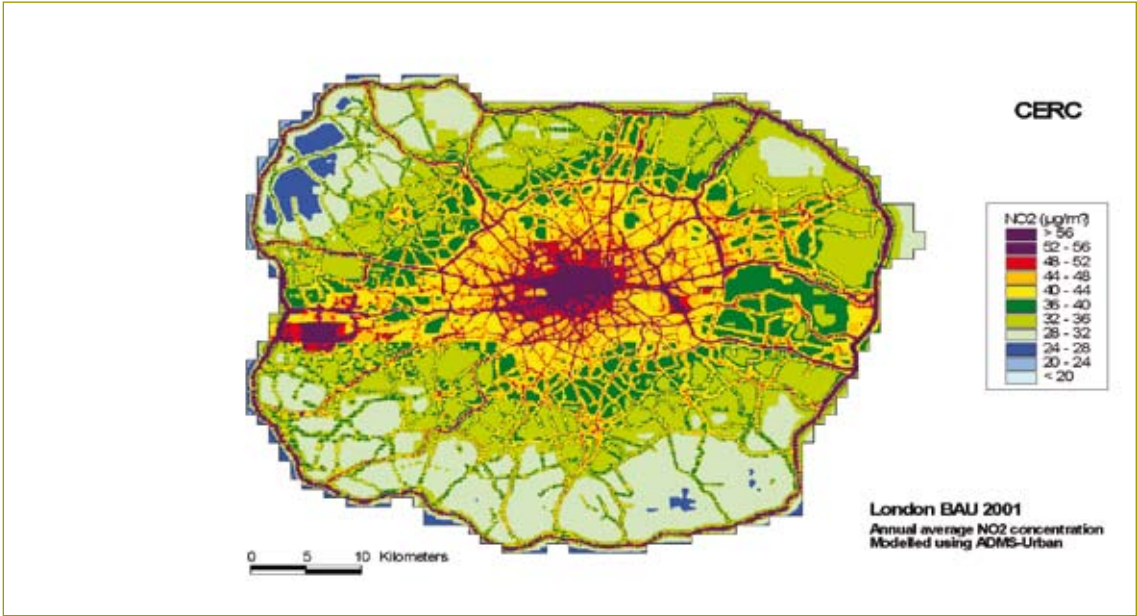 CERC
NO2 (µg/m³)
> 56
52 - 56
48 - 52
44 - 48
40 - 44
36 - 40
32 - 36
28 - 32
24 - 28
20 - 24
< 20
London BAU 2001
Annual average NO2 concentration
Modelled using ADMS-Urban
0 5 10 Kilometers